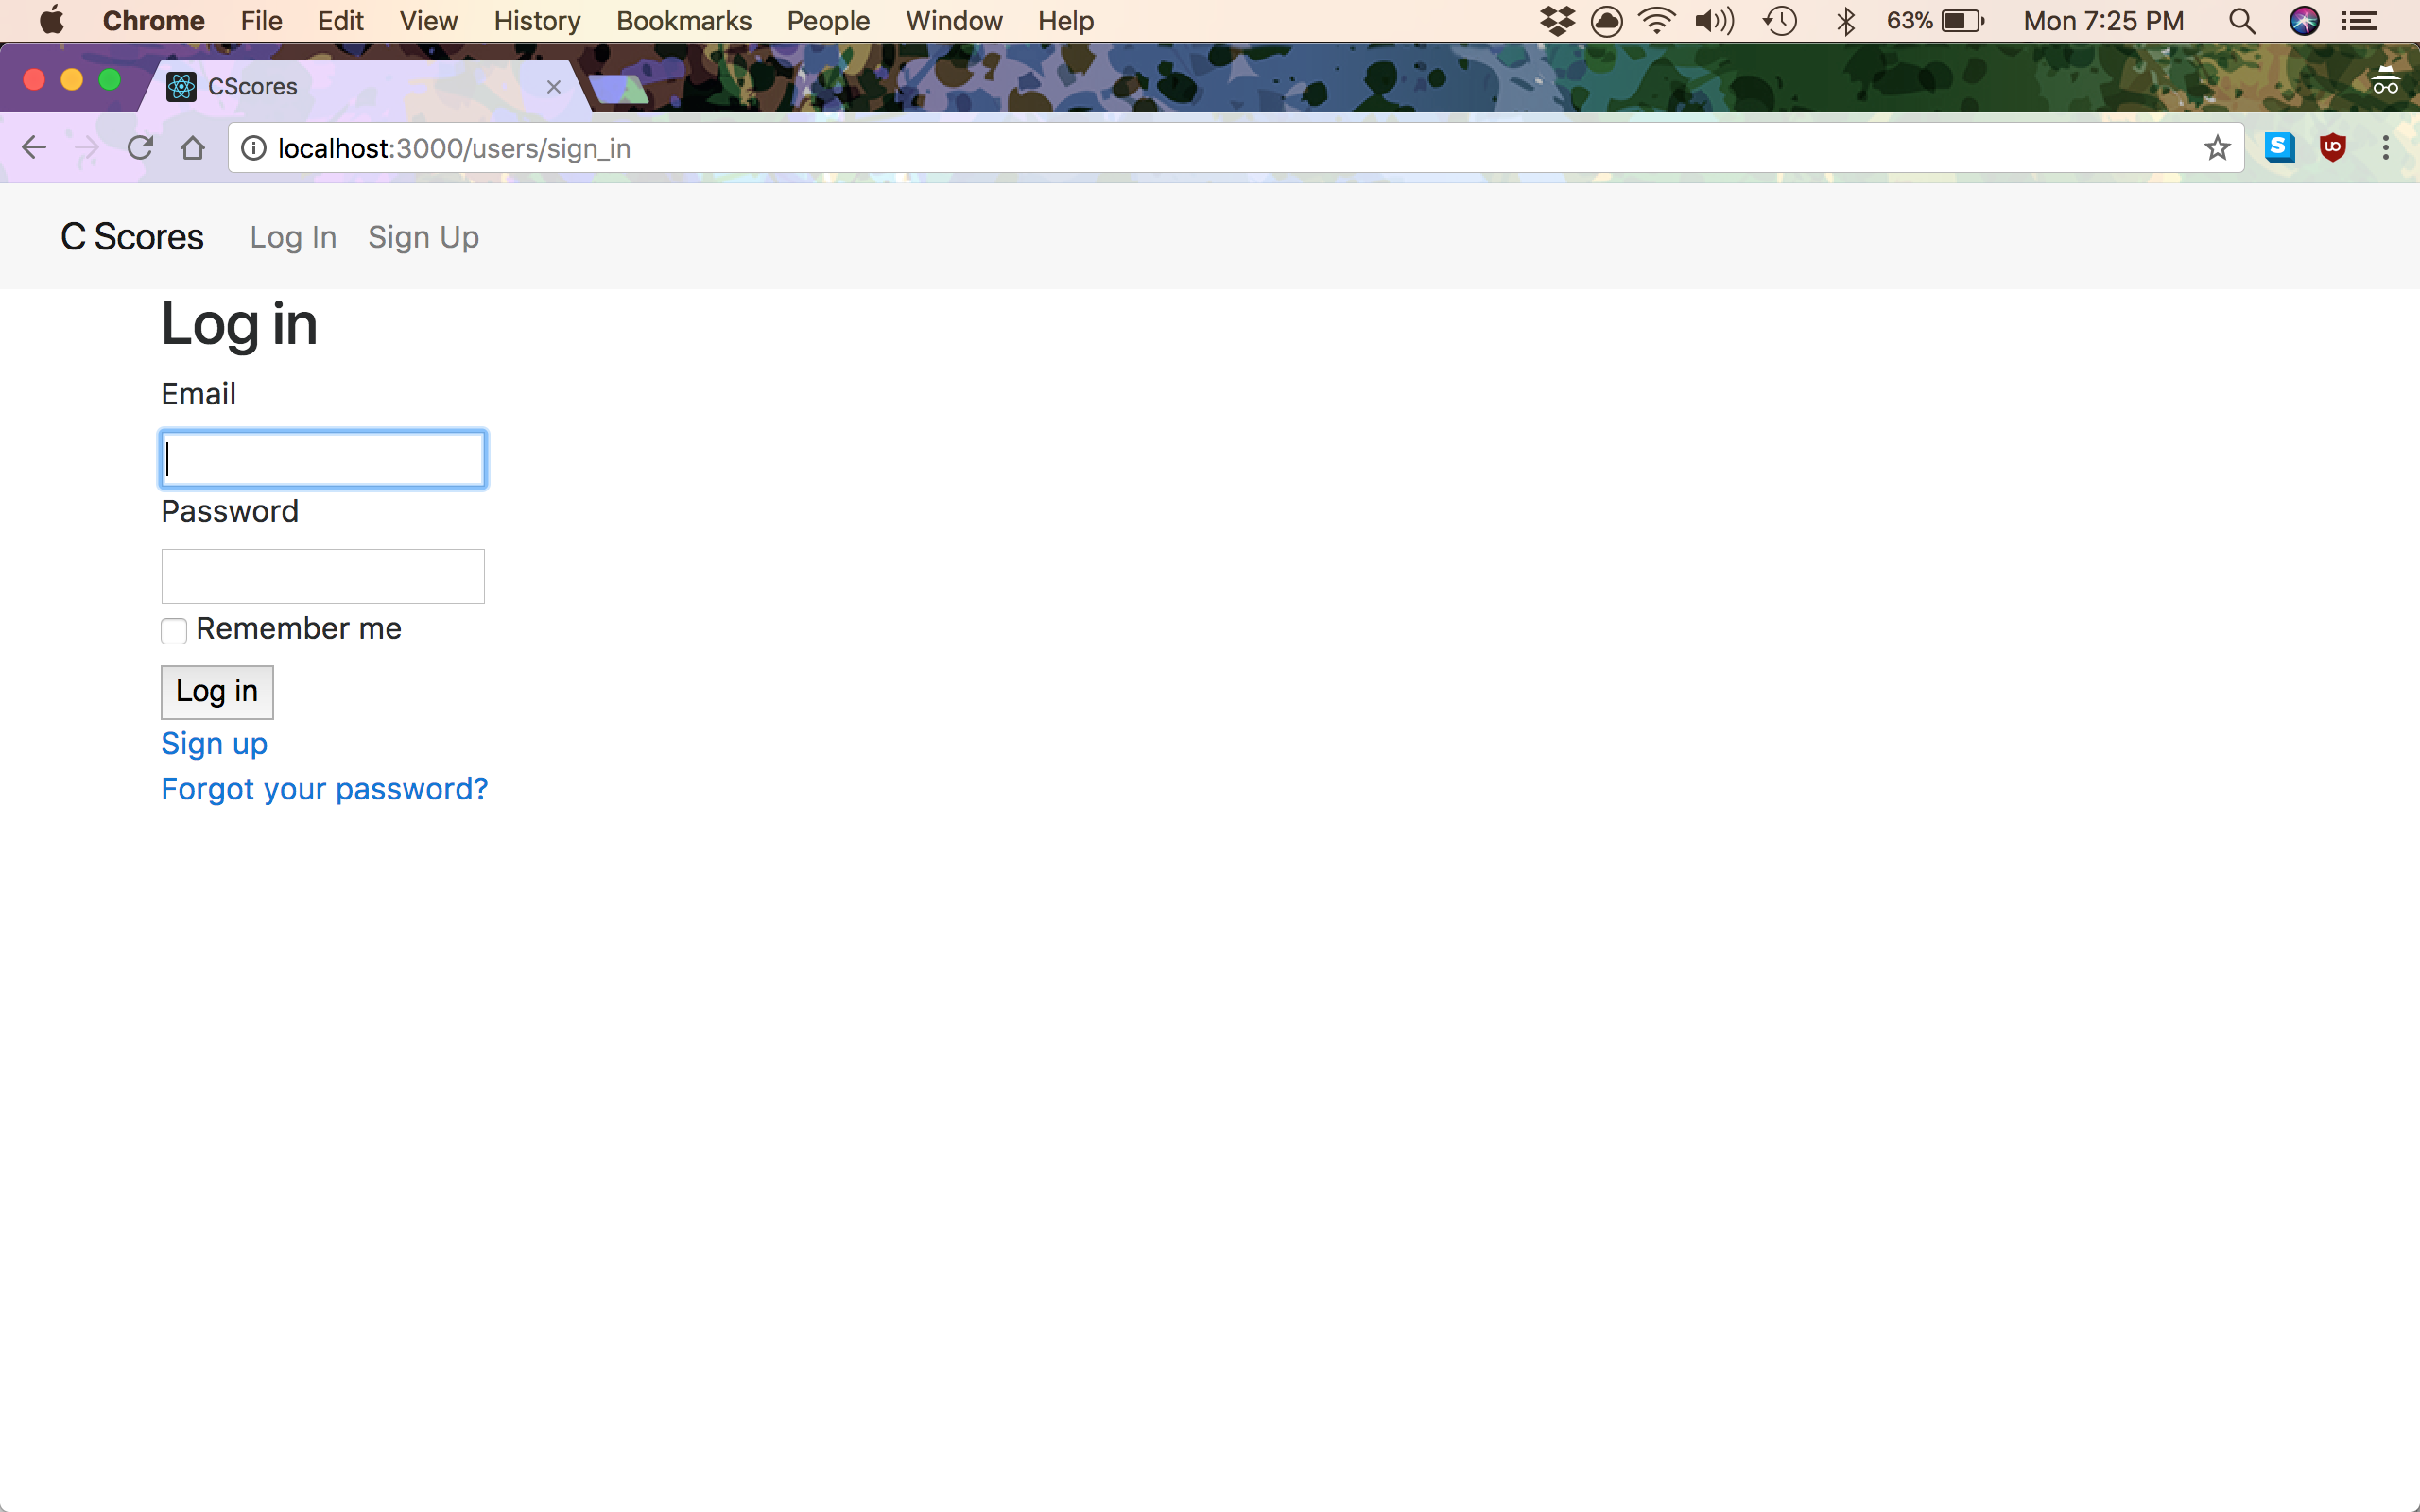 Chrome File Edit View History Bookmarks People Window Help 63% Mon 7:25 PM
CScores
localhost:3000/users/sign_in
C Scores Log In Sign Up
Log in
Email
Password
Remember me
Log in
Sign up
Forgot your password?